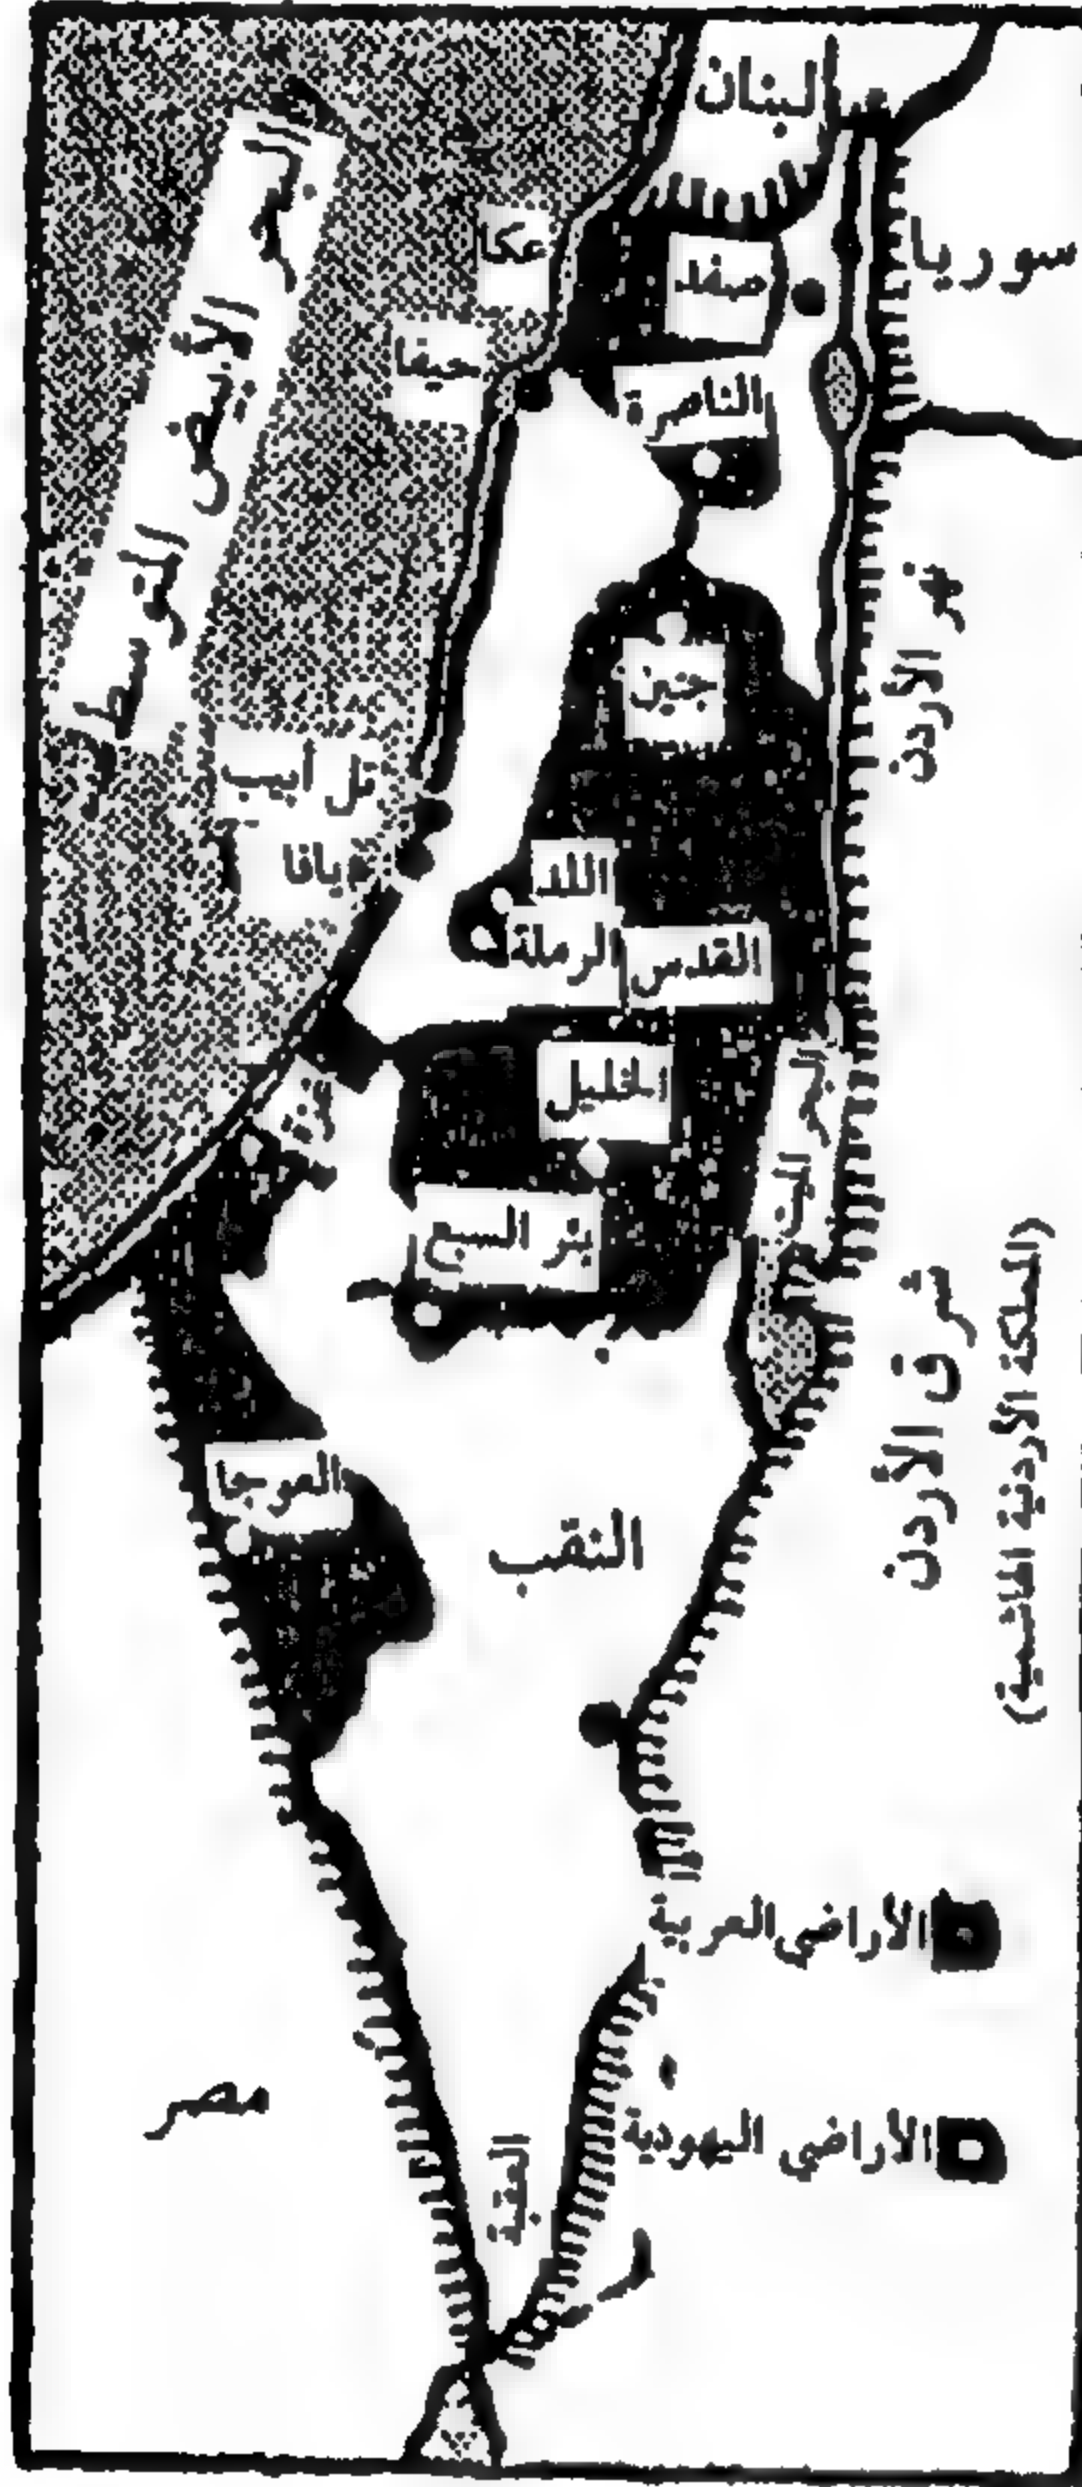 لبنان
البحر الأبيض المتوسط
عكا
صفد
سوريا
حيفا
الناصرة
نهر الأردن
جنين
تل أبيب
يافا
اللد
الرملة
القدس
البحر الميت
الخليل
غزة
بئر السبع
شرق الأردن
(المملكة الأردنية الهاشمية)
العوجا
النقب
الأراضي العربية
مصر
الأراضي اليهودية
العقبة